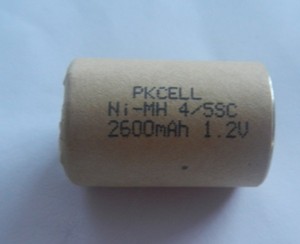 PKCELL
Ni-MH 4/5SC
2600mAh 1.2V